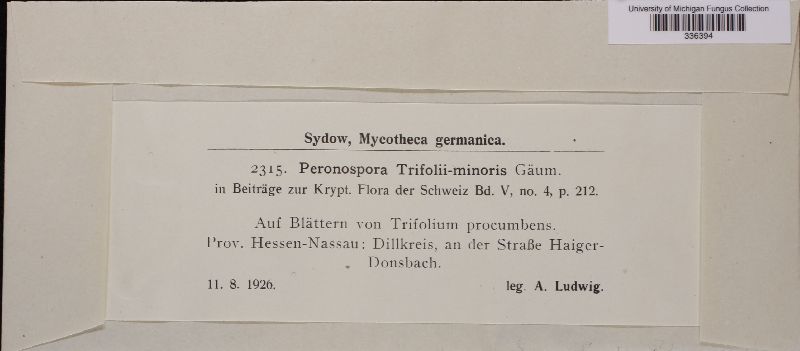 University of Michigan Fungus Collection
336394
Sydow, Mycotheca germanica.
2315. Peronospora Trifolii-minoris Gäum.
in Beiträge zur Krypt. Flora der Schweiz Bd. V, no. 4, p. 212.
Auf Blättern von Trifolium procumbens.
Prov. Hessen-Nassau: Dillkreis, an der Straße Haiger-
Donsbach.
11. 8. 1926. leg. A. Ludwig.